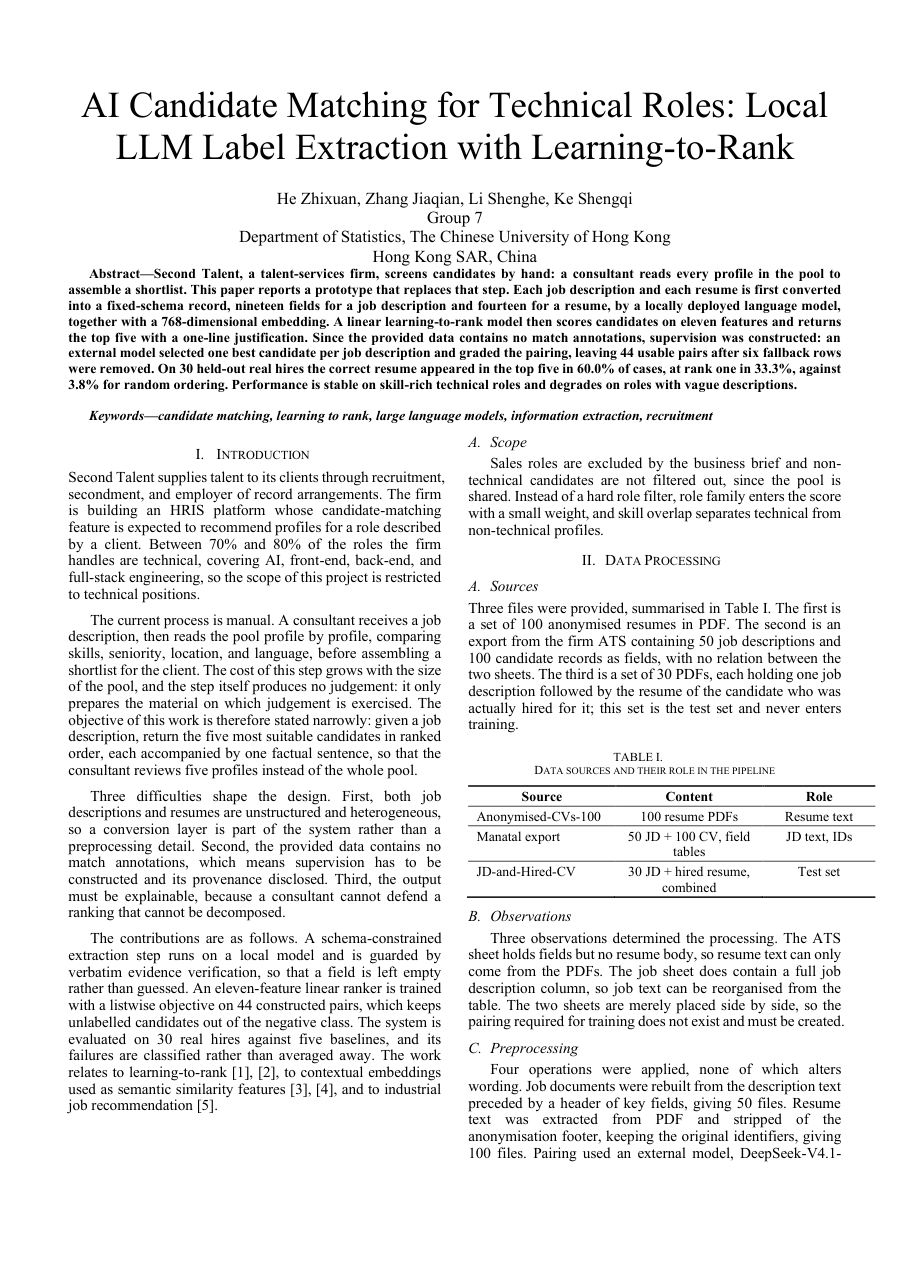 AI Candidate Matching for Technical Roles: Local
LLM Label Extraction with Learning-to-Rank
He Zhixuan, Zhang Jiaqian, Li Shenghe, Ke Shengqi
Group 7
Department of Statistics, The Chinese University of Hong Kong
Hong Kong SAR, China
Abstract—Second Talent, a talent-services firm, screens candidates by hand: a consultant reads every profile in the pool to
assemble a shortlist. This paper reports a prototype that replaces that step. Each job description and each resume is first converted
into a fixed-schema record, nineteen fields for a job description and fourteen for a resume, by a locally deployed language model,
together with a 768-dimensional embedding. A linear learning-to-rank model then scores candidates on eleven features and returns
the top five with a one-line justification. Since the provided data contains no match annotations, supervision was constructed: an
external model selected one best candidate per job description and graded the pairing, leaving 44 usable pairs after six fallback rows
were removed. On 30 held-out real hires the correct resume appeared in the top five in 60.0% of cases, at rank one in 33.3%, against
3.8% for random ordering. Performance is stable on skill-rich technical roles and degrades on roles with vague descriptions.
Keywords—candidate matching, learning to rank, large language models, information extraction, recruitment
I. INTRODUCTION
Second Talent supplies talent to its clients through recruitment,
secondment, and employer of record arrangements. The firm
is building an HRIS platform whose candidate-matching
feature is expected to recommend profiles for a role described
by a client. Between 70% and 80% of the roles the firm
handles are technical, covering AI, front-end, back-end, and
full-stack engineering, so the scope of this project is restricted
to technical positions.
The current process is manual. A consultant receives a job
description, then reads the pool profile by profile, comparing
skills, seniority, location, and language, before assembling a
shortlist for the client. The cost of this step grows with the size
of the pool, and the step itself produces no judgement: it only
prepares the material on which judgement is exercised. The
objective of this work is therefore stated narrowly: given a job
description, return the five most suitable candidates in ranked
order, each accompanied by one factual sentence, so that the
consultant reviews five profiles instead of the whole pool.
Three difficulties shape the design. First, both job
descriptions and resumes are unstructured and heterogeneous,
so a conversion layer is part of the system rather than a
preprocessing detail. Second, the provided data contains no
match annotations, which means supervision has to be
constructed and its provenance disclosed. Third, the output
must be explainable, because a consultant cannot defend a
ranking that cannot be decomposed.
The contributions are as follows. A schema-constrained
extraction step runs on a local model and is guarded by
verbatim evidence verification, so that a field is left empty
rather than guessed. An eleven-feature linear ranker is trained
with a listwise objective on 44 constructed pairs, which keeps
unlabelled candidates out of the negative class. The system is
evaluated on 30 real hires against five baselines, and its
failures are classified rather than averaged away. The work
relates to learning-to-rank [1], [2], to contextual embeddings
used as semantic similarity features [3], [4], and to industrial
job recommendation [5].
A. Scope
Sales roles are excluded by the business brief and non-
technical candidates are not filtered out, since the pool is
shared. Instead of a hard role filter, role family enters the score
with a small weight, and skill overlap separates technical from
non-technical profiles.
II. DATA PROCESSING
A. Sources
Three files were provided, summarised in Table I. The first is
a set of 100 anonymised resumes in PDF. The second is an
export from the firm ATS containing 50 job descriptions and
100 candidate records as fields, with no relation between the
two sheets. The third is a set of 30 PDFs, each holding one job
description followed by the resume of the candidate who was
actually hired for it; this set is the test set and never enters
training.
TABLE I.
DATA SOURCES AND THEIR ROLE IN THE PIPELINE
Source Content Role
Anonymised-CVs-100 100 resume PDFs Resume text
Manatal export 50 JD + 100 CV, field JD text, IDs
tables
JD-and-Hired-CV 30 JD + hired resume, Test set
combined
B. Observations
Three observations determined the processing. The ATS
sheet holds fields but no resume body, so resume text can only
come from the PDFs. The job sheet does contain a full job
description column, so job text can be reorganised from the
table. The two sheets are merely placed side by side, so the
pairing required for training does not exist and must be created.
C. Preprocessing
Four operations were applied, none of which alters
wording. Job documents were rebuilt from the description text
preceded by a header of key fields, giving 50 files. Resume
text was extracted from PDF and stripped of the
anonymisation footer, keeping the original identifiers, giving
100 files. Pairing used an external model, DeepSeek-V4.1-